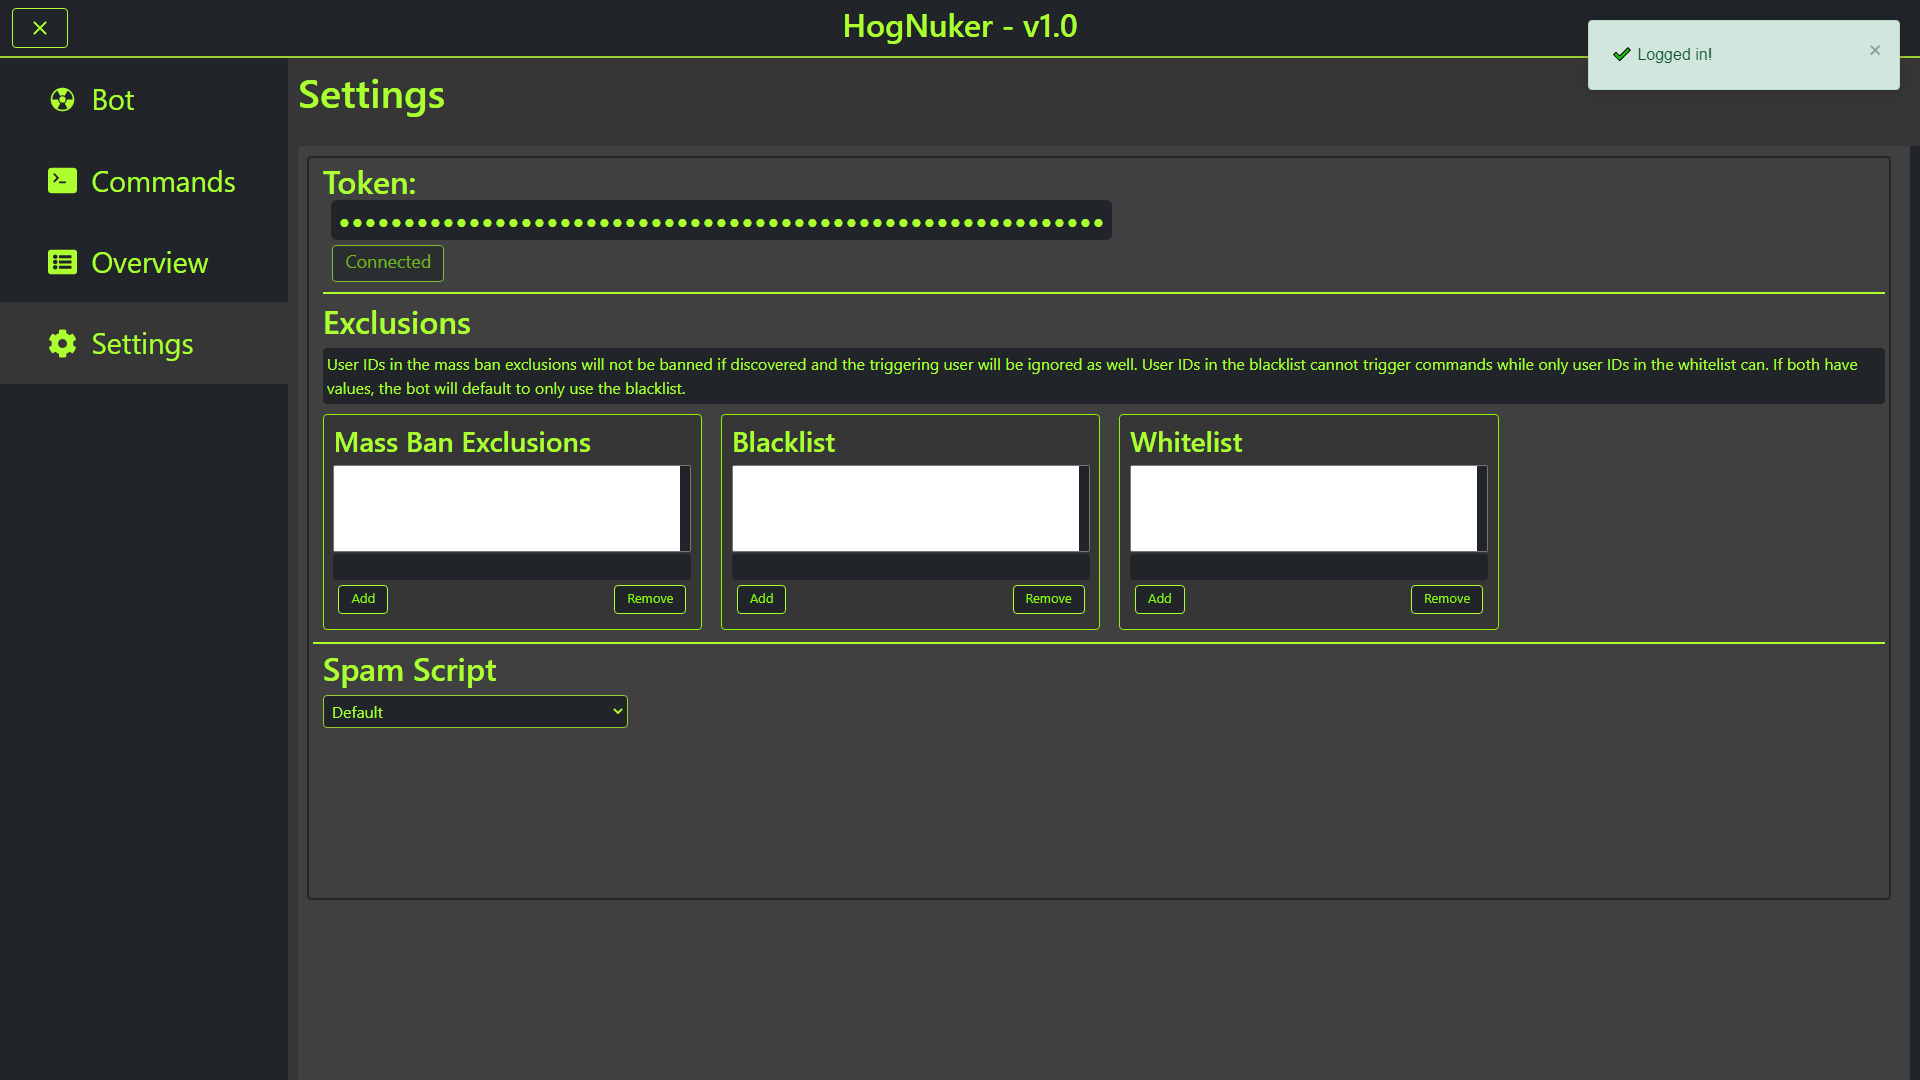 HogNuker - v1.0
Logged in!
×
Bot
Commands
Overview
Settings
Settings
Token:
••••••••••••••••••••••••••••••••••••••••••••••••••••••••••••
Connected
Exclusions
User IDs in the mass ban exclusions will not be banned if discovered and the triggering user will be ignored as well. User IDs in the blacklist cannot trigger commands while only user IDs in the whitelist can. If both have
values, the bot will default to only use the blacklist.
Mass Ban Exclusions
Add
Remove
Blacklist
Add
Remove
Whitelist
Add
Remove
Spam Script
Default